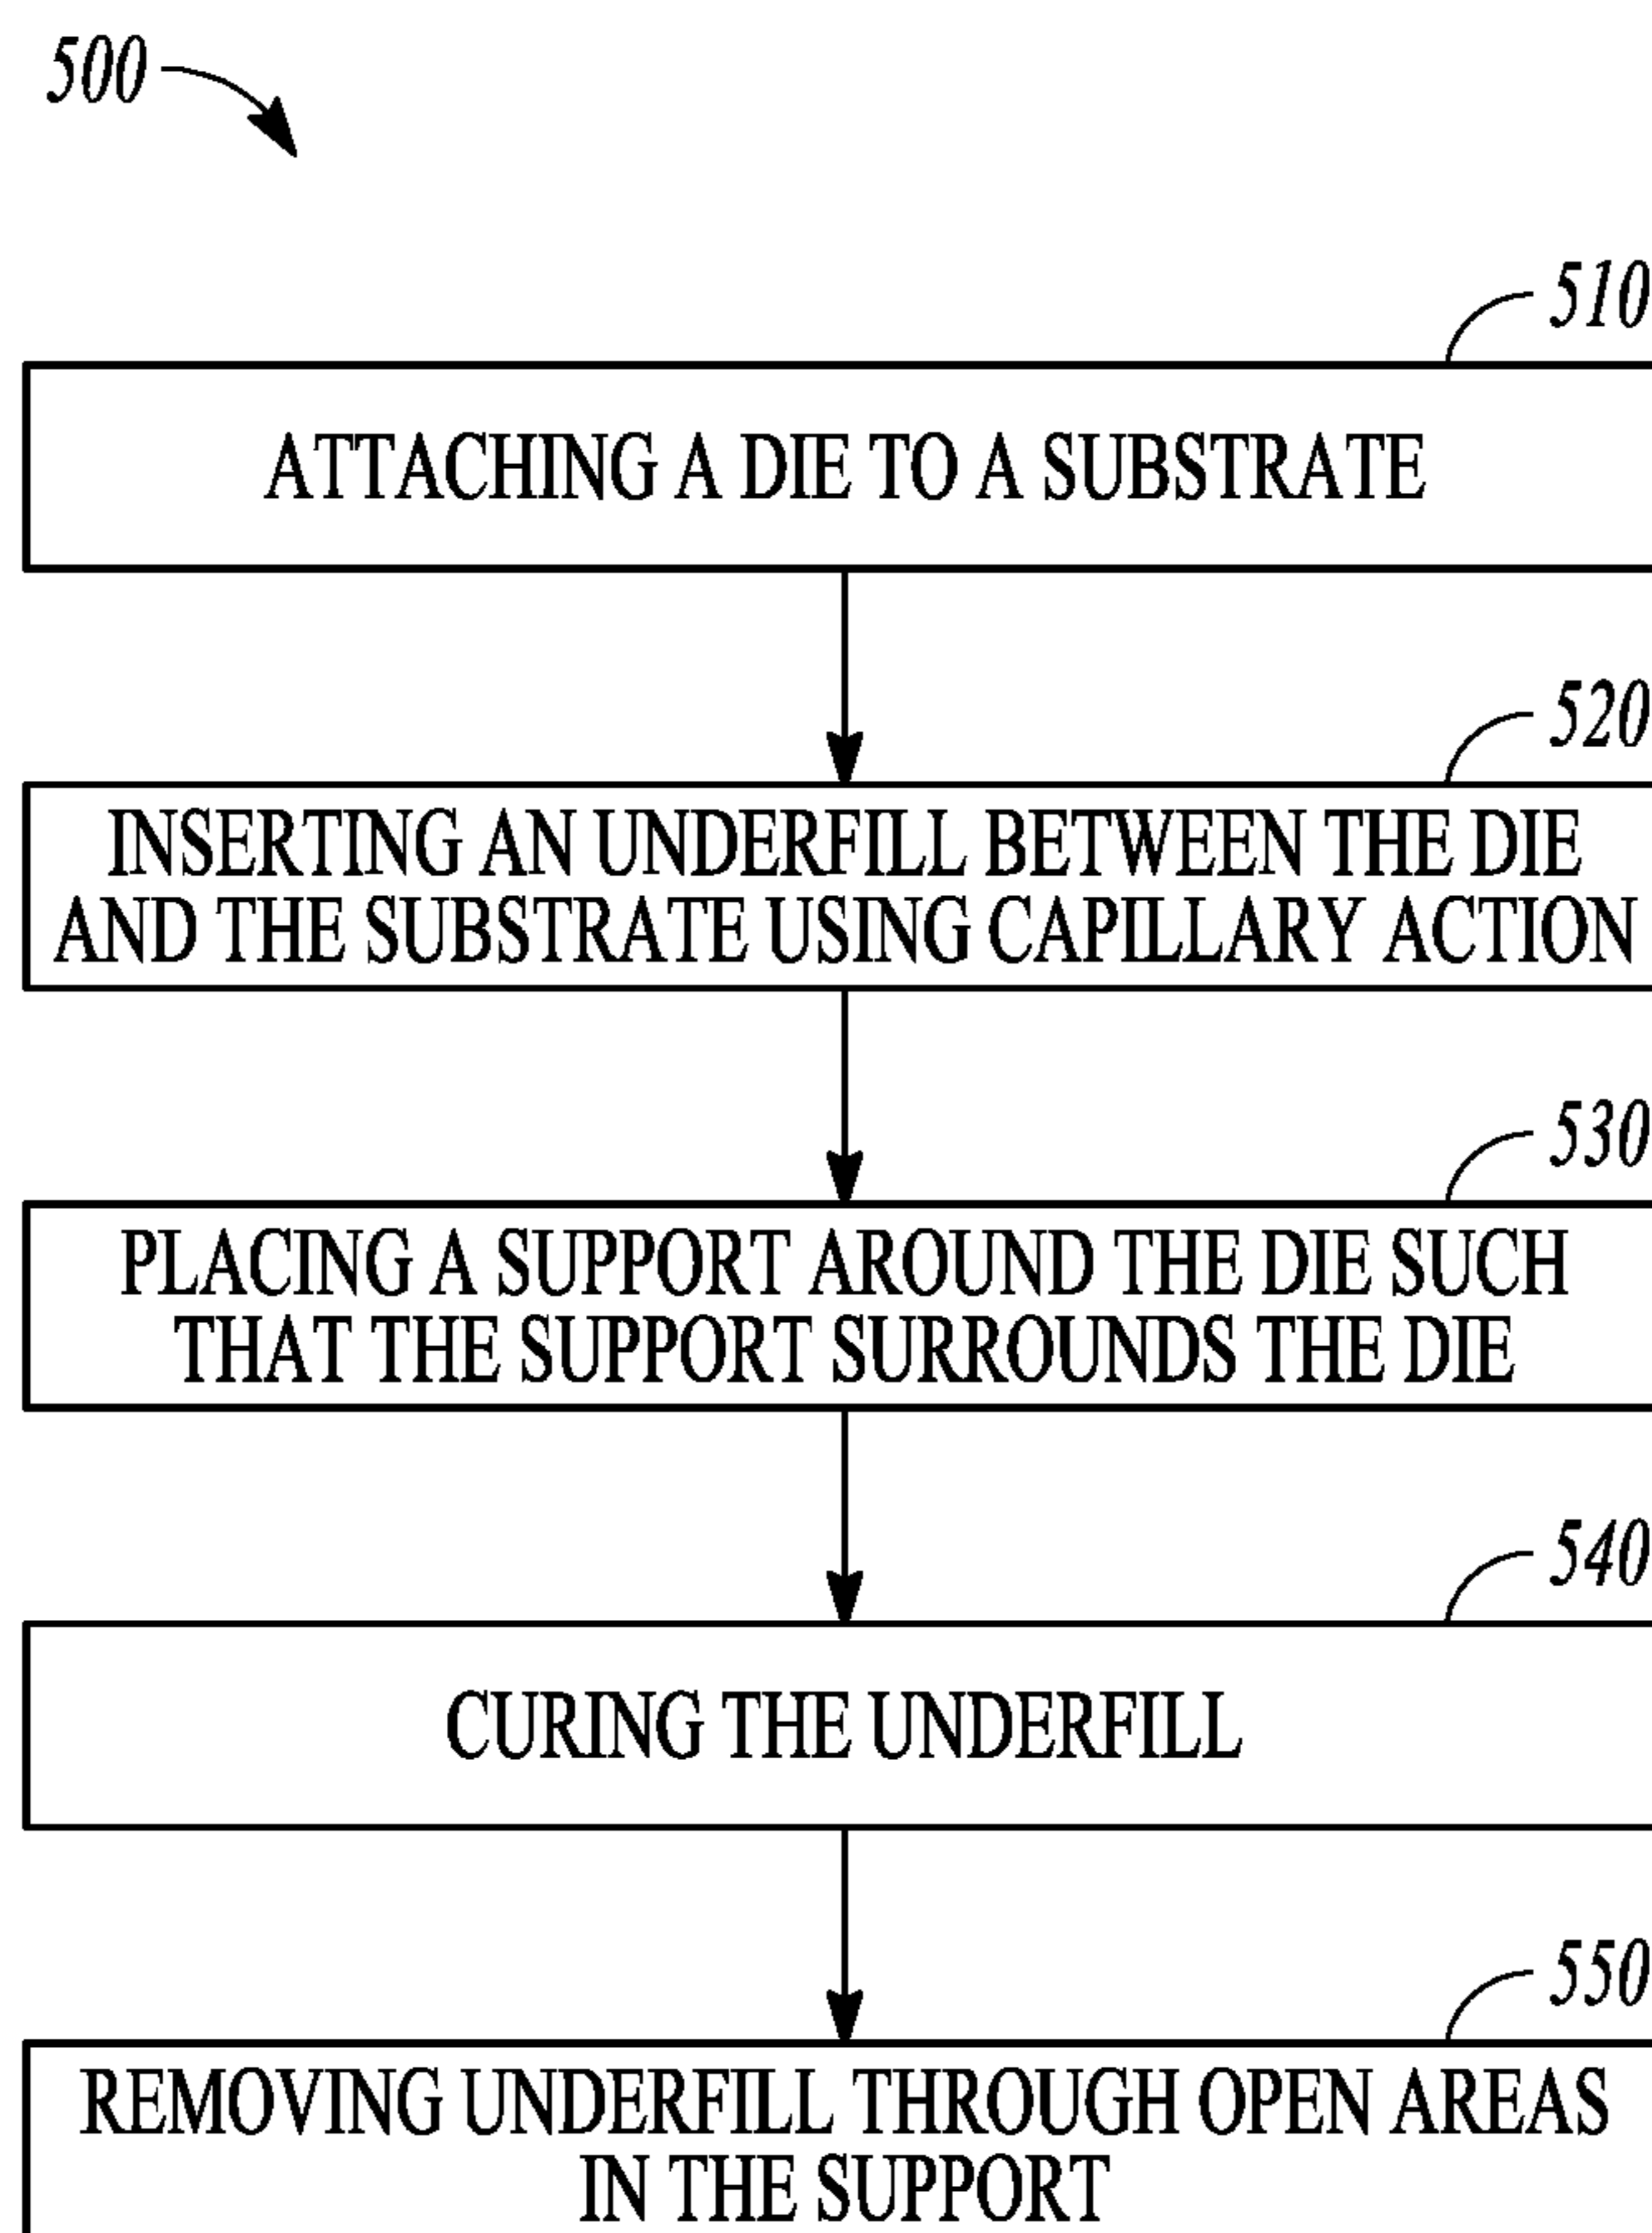 500
510
ATTACHING A DIE TO A SUBSTRATE
520
INSERTING AN UNDERFILL BETWEEN THE DIE
AND THE SUBSTRATE USING CAPILLARY ACTION
530
PLACING A SUPPORT AROUND THE DIE SUCH
THAT THE SUPPORT SURROUNDS THE DIE
540
CURING THE UNDERFILL
550
REMOVING UNDERFILL THROUGH OPEN AREAS
IN THE SUPPORT